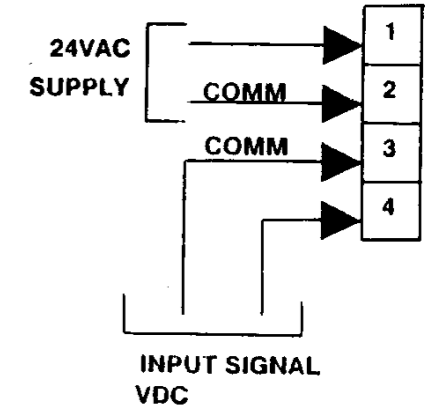 24VAC
SUPPLY
COMM
COMM
1
2
3
4
INPUT SIGNAL
VDC